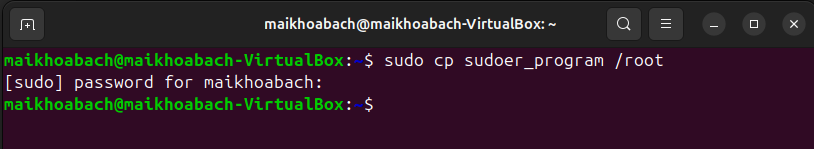 maikhoabach@maikhoabach-VirtualBox: ~
maikhoabach@maikhoabach-VirtualBox:~$ sudo cp sudoer_program /root
[sudo] password for maikhoabach:
maikhoabach@maikhoabach-VirtualBox:~$